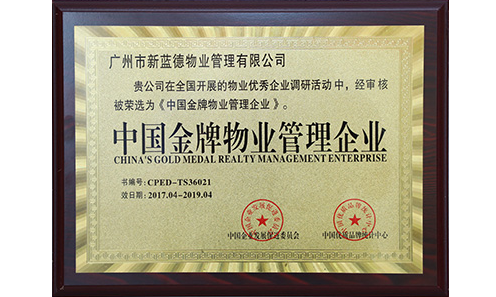 广州市新蓝德物业管理有限公司
贵公司在全国开展的物业优秀企业调研活动中，经审核
被荣选为《中国金牌物业管理企业》。
中国金牌物业管理企业
CHINA'S GOLD MEDAL REALTY MANAGEMENT ENTERPRISE
书编号：CPED-TS36021
效日期：2017.04-2019.04
中国企业发展促进委员会
中国优质品牌统计中心